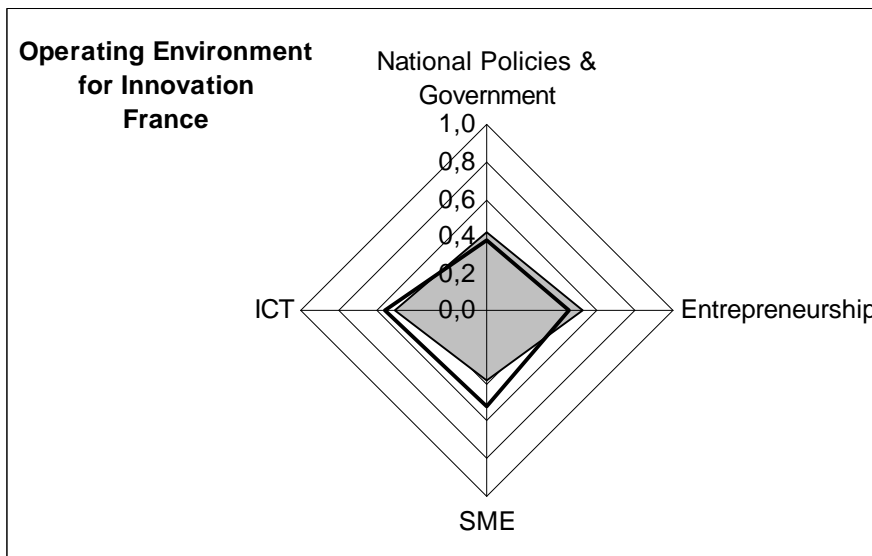 Operating Environment
for Innovation
France
National Policies &
Government
1,0
0,8
0,6
0,4
0,2
0,0
ICT
Entrepreneurship
SME